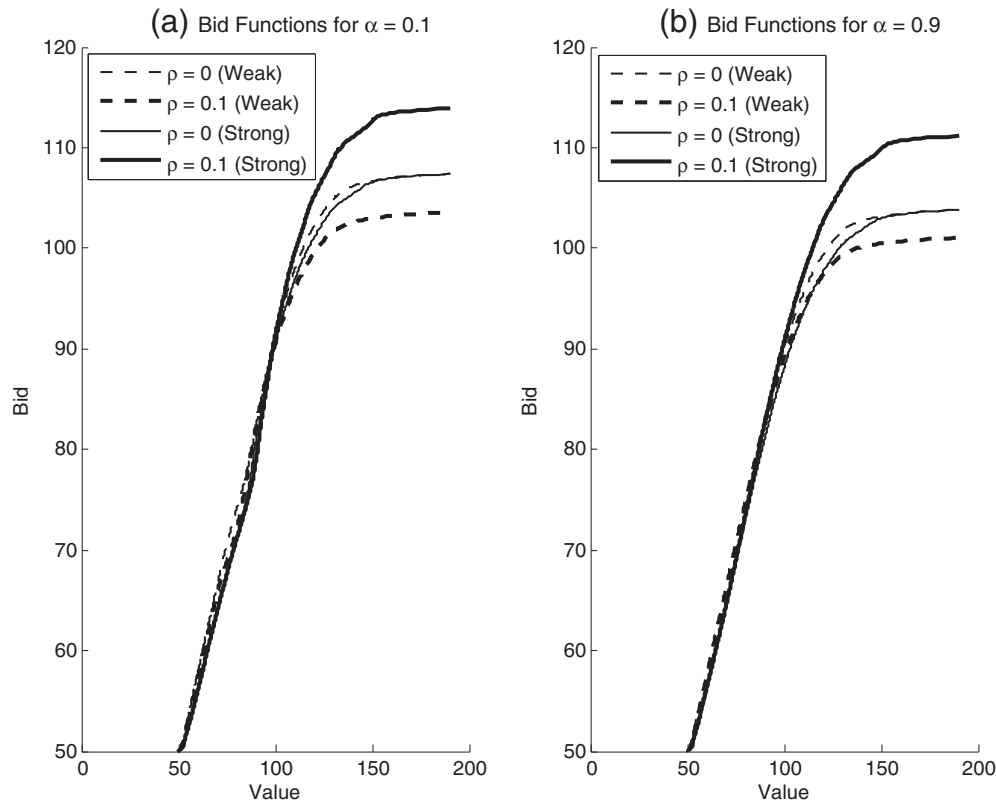 (a) Bid Functions for α = 0.1
120
110
100
90
80
70
60
50
Bid
ρ = 0 (Weak)
ρ = 0.1 (Weak)
ρ = 0 (Strong)
ρ = 0.1 (Strong)
0 50 100 150 200
Value
(b) Bid Functions for α = 0.9
120
110
100
90
80
70
60
50
Bid
ρ = 0 (Weak)
ρ = 0.1 (Weak)
ρ = 0 (Strong)
ρ = 0.1 (Strong)
0 50 100 150 200
Value